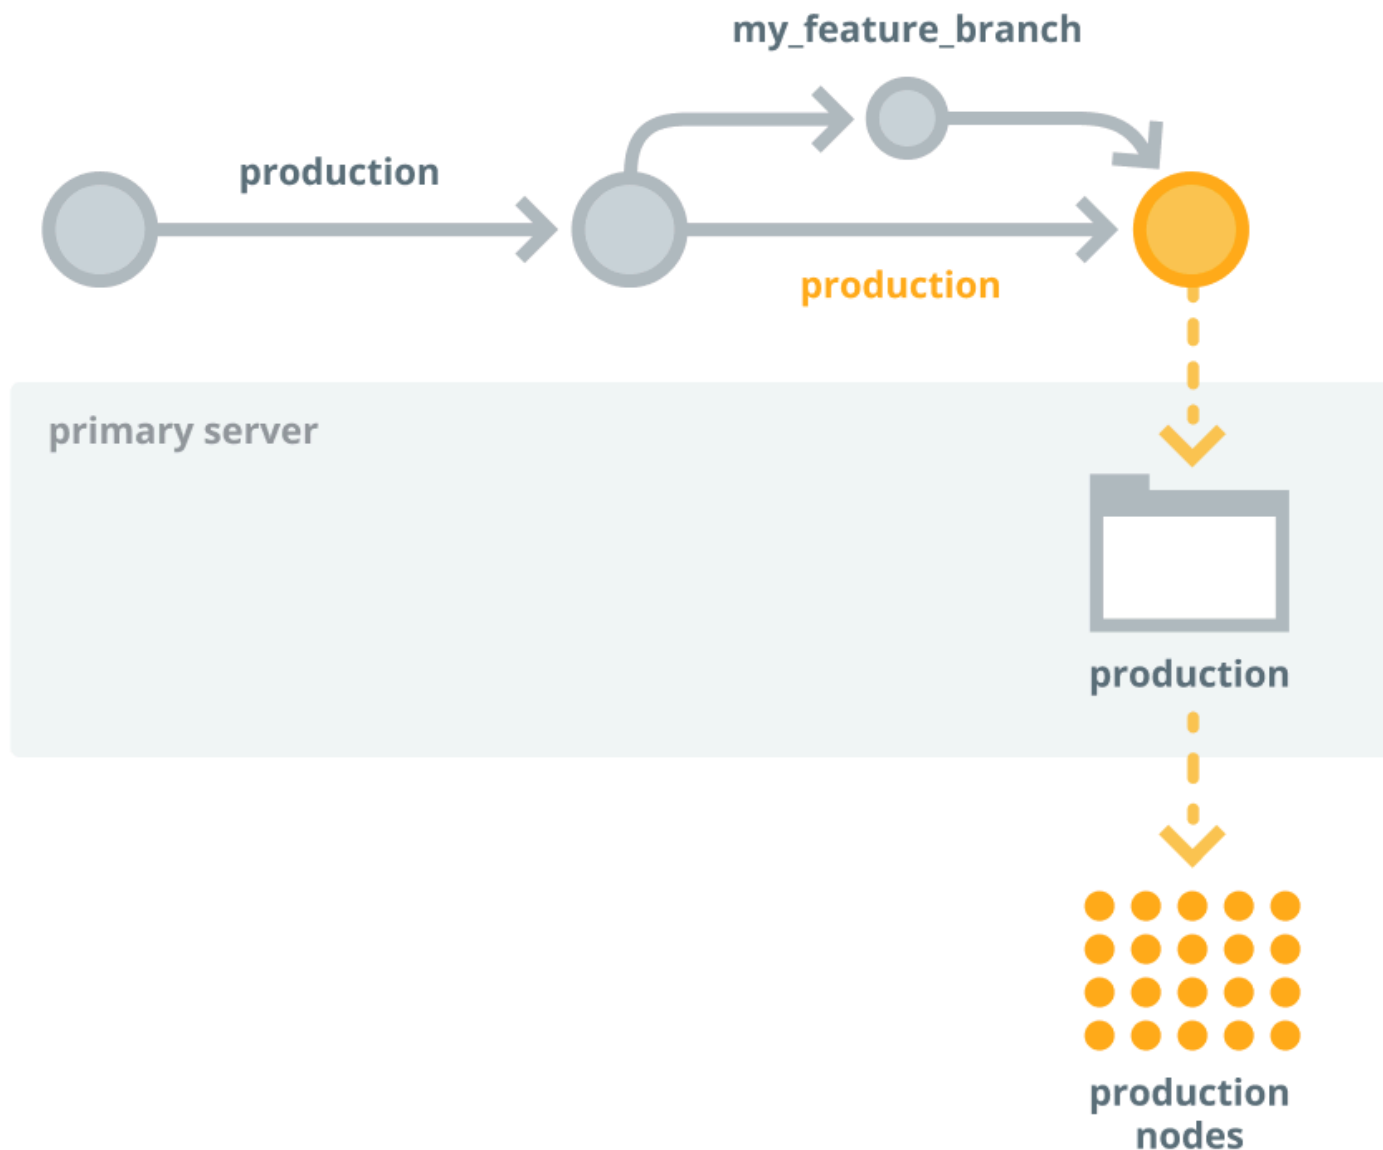 my_feature_branch
production
production
primary server
production
production
nodes